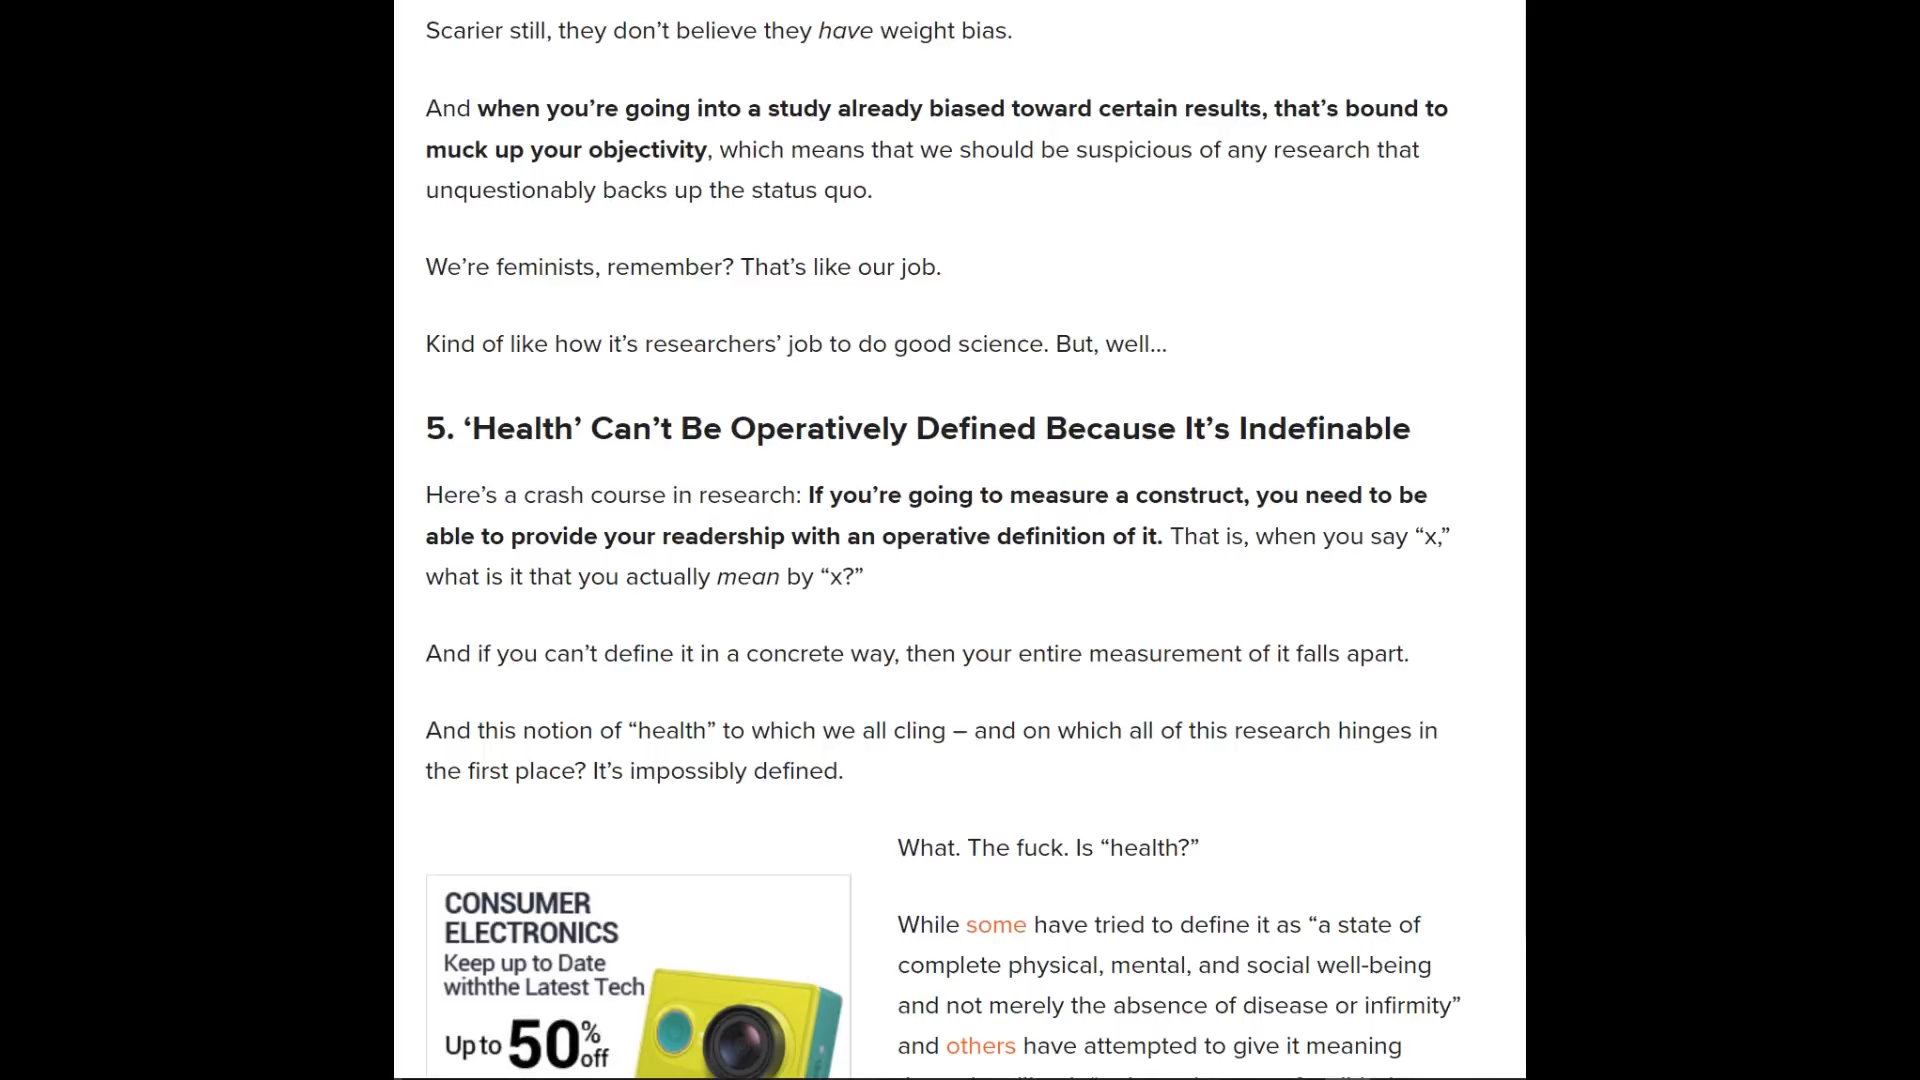 Scarier still, they don’t believe they have weight bias.
And when you’re going into a study already biased toward certain results, that’s bound to
muck up your objectivity, which means that we should be suspicious of any research that
unquestionably backs up the status quo.
We’re feminists, remember? That’s like our job.
Kind of like how it’s researchers’ job to do good science. But, well…
5. ‘Health’ Can’t Be Operatively Defined Because It’s Indefinable
Here’s a crash course in research: If you’re going to measure a construct, you need to be
able to provide your readership with an operative definition of it. That is, when you say “x,”
what is it that you actually mean by “x?”
And if you can’t define it in a concrete way, then your entire measurement of it falls apart.
And this notion of “health” to which we all cling – and on which all of this research hinges in
the first place? It’s impossibly defined.
What. The fuck. Is “health?”
While some have tried to define it as “a state of
complete physical, mental, and social well-being
and not merely the absence of disease or infirmity”
and others have attempted to give it meaning
CONSUMER
ELECTRONICS
Keep up to Date
withthe Latest Tech
Up to 50% off